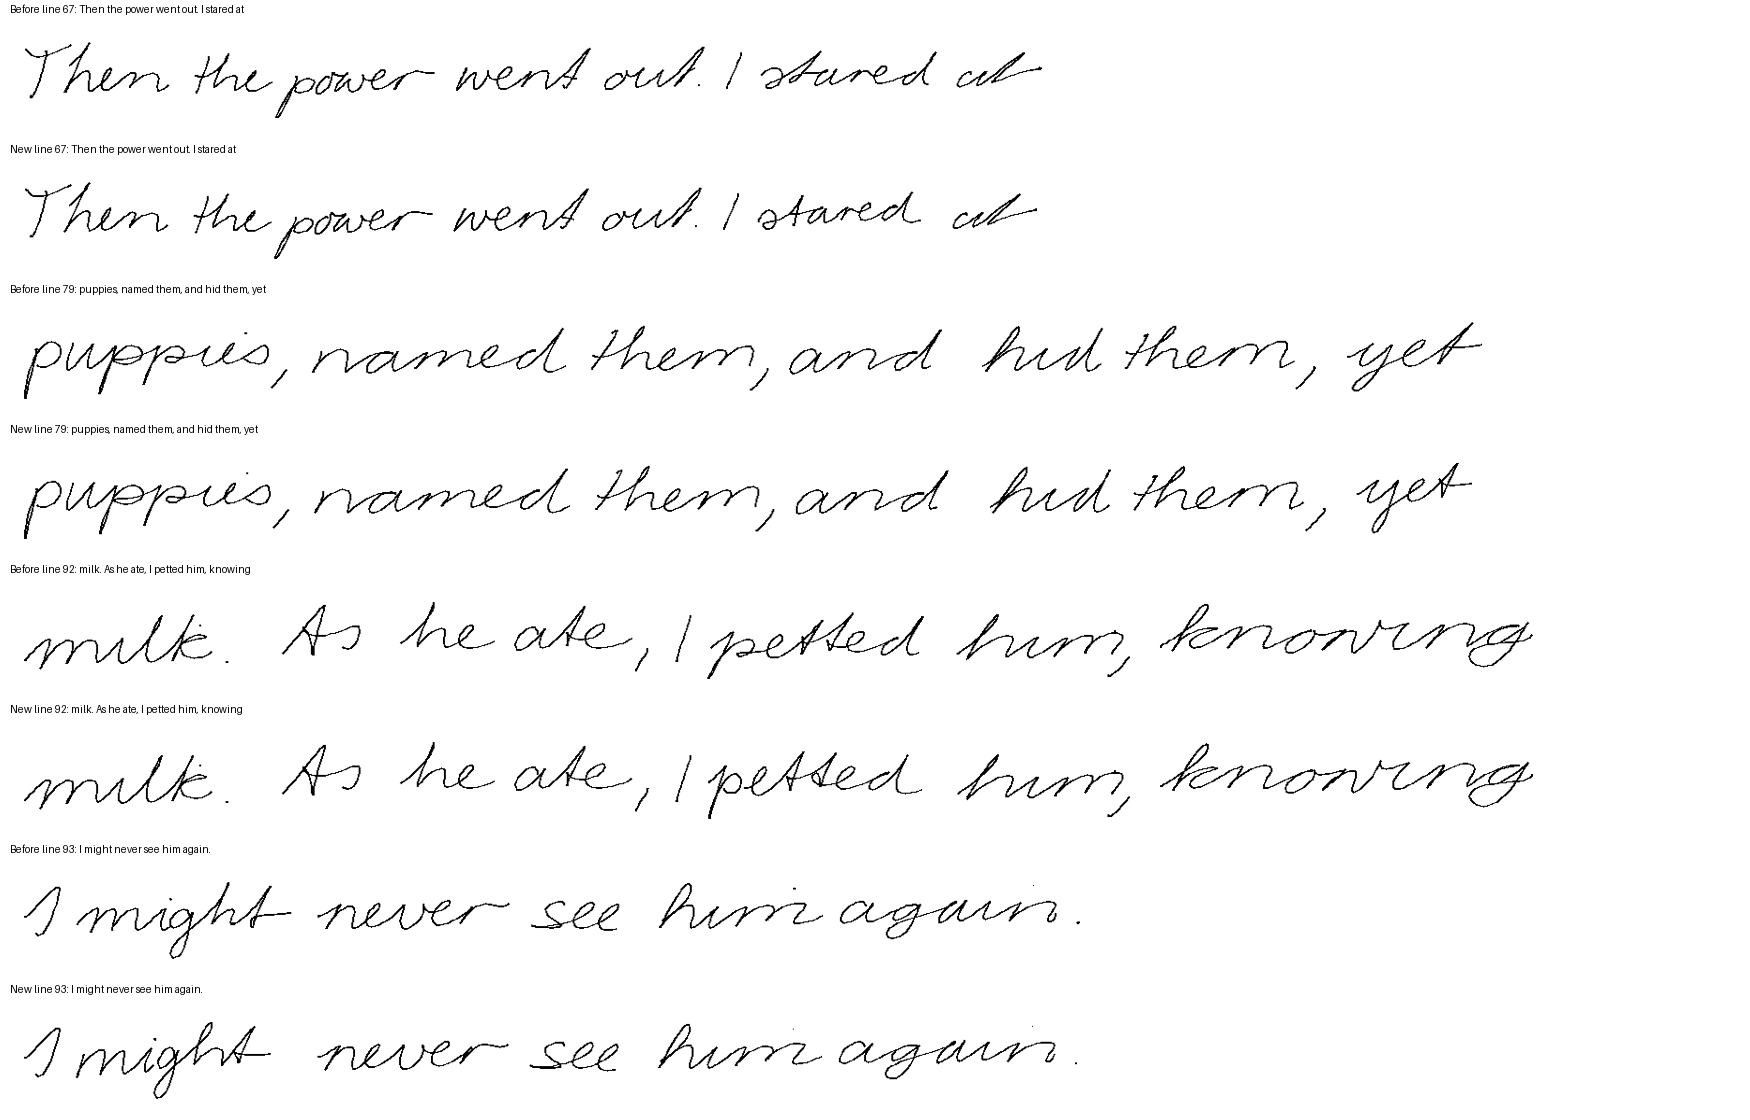 Before line 67: Then the power went out. I stared at
Then the power went out. I stared at
New line 67: Then the power went out. I stared at
Then the power went out. I stared at
Before line 79: puppies, named them, and hid them, yet
puppies, named them, and hid them, yet
New line 79: puppies, named them, and hid them, yet
puppies, named them, and hid them, yet
Before line 92: milk. As he ate, I petted him, knowing
milk. As he ate, I petted him, knowing
New line 92: milk. As he ate, I petted him, knowing
milk. As he ate, I petted him, knowing
Before line 93: I might never see him again.
I might never see him again.
New line 93: I might never see him again.
I might never see him again.